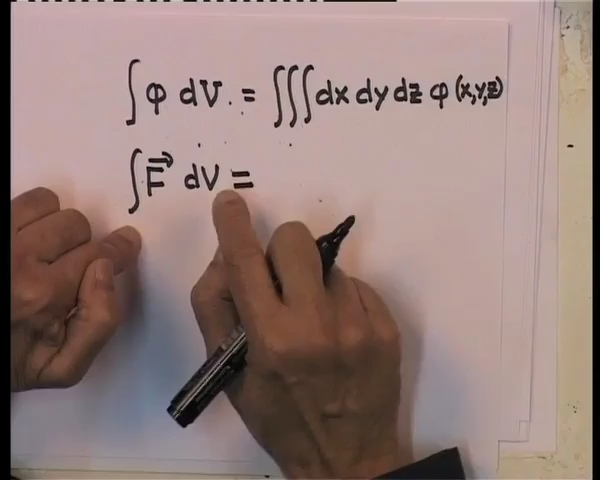 ∫ φ dV. = ∫∫∫ dx dy dz φ (x,y,z)
∫ F⃗ dV =